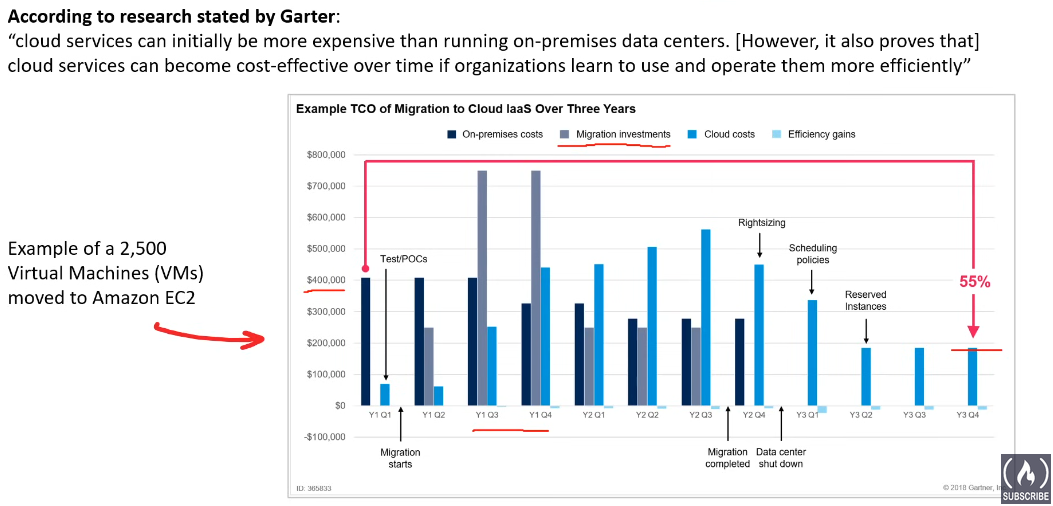 According to research stated by Garter:
“cloud services can initially be more expensive than running on-premises data centers. [However, it also proves that]
cloud services can become cost-effective over time if organizations learn to use and operate them more efficiently”
Example of a 2,500
Virtual Machines (VMs)
moved to Amazon EC2
Example TCO of Migration to Cloud IaaS Over Three Years
On-premises costs Migration investments Cloud costs Efficiency gains
$800,000
$700,000
$600,000
$500,000
$400,000
$300,000
$200,000
$100,000
$0
-$100,000
Test/POCs
Rightsizing
Scheduling
policies
Reserved
Instances
55%
Y1 Q1 Y1 Q2 Y1 Q3 Y1 Q4 Y2 Q1 Y2 Q2 Y2 Q3 Y2 Q4 Y3 Q1 Y3 Q2 Y3 Q3 Y3 Q4
Migration
starts
Migration
completed
Data center
shut down
ID: 365833
© 2018 Gartner,
SUBSCRIBE